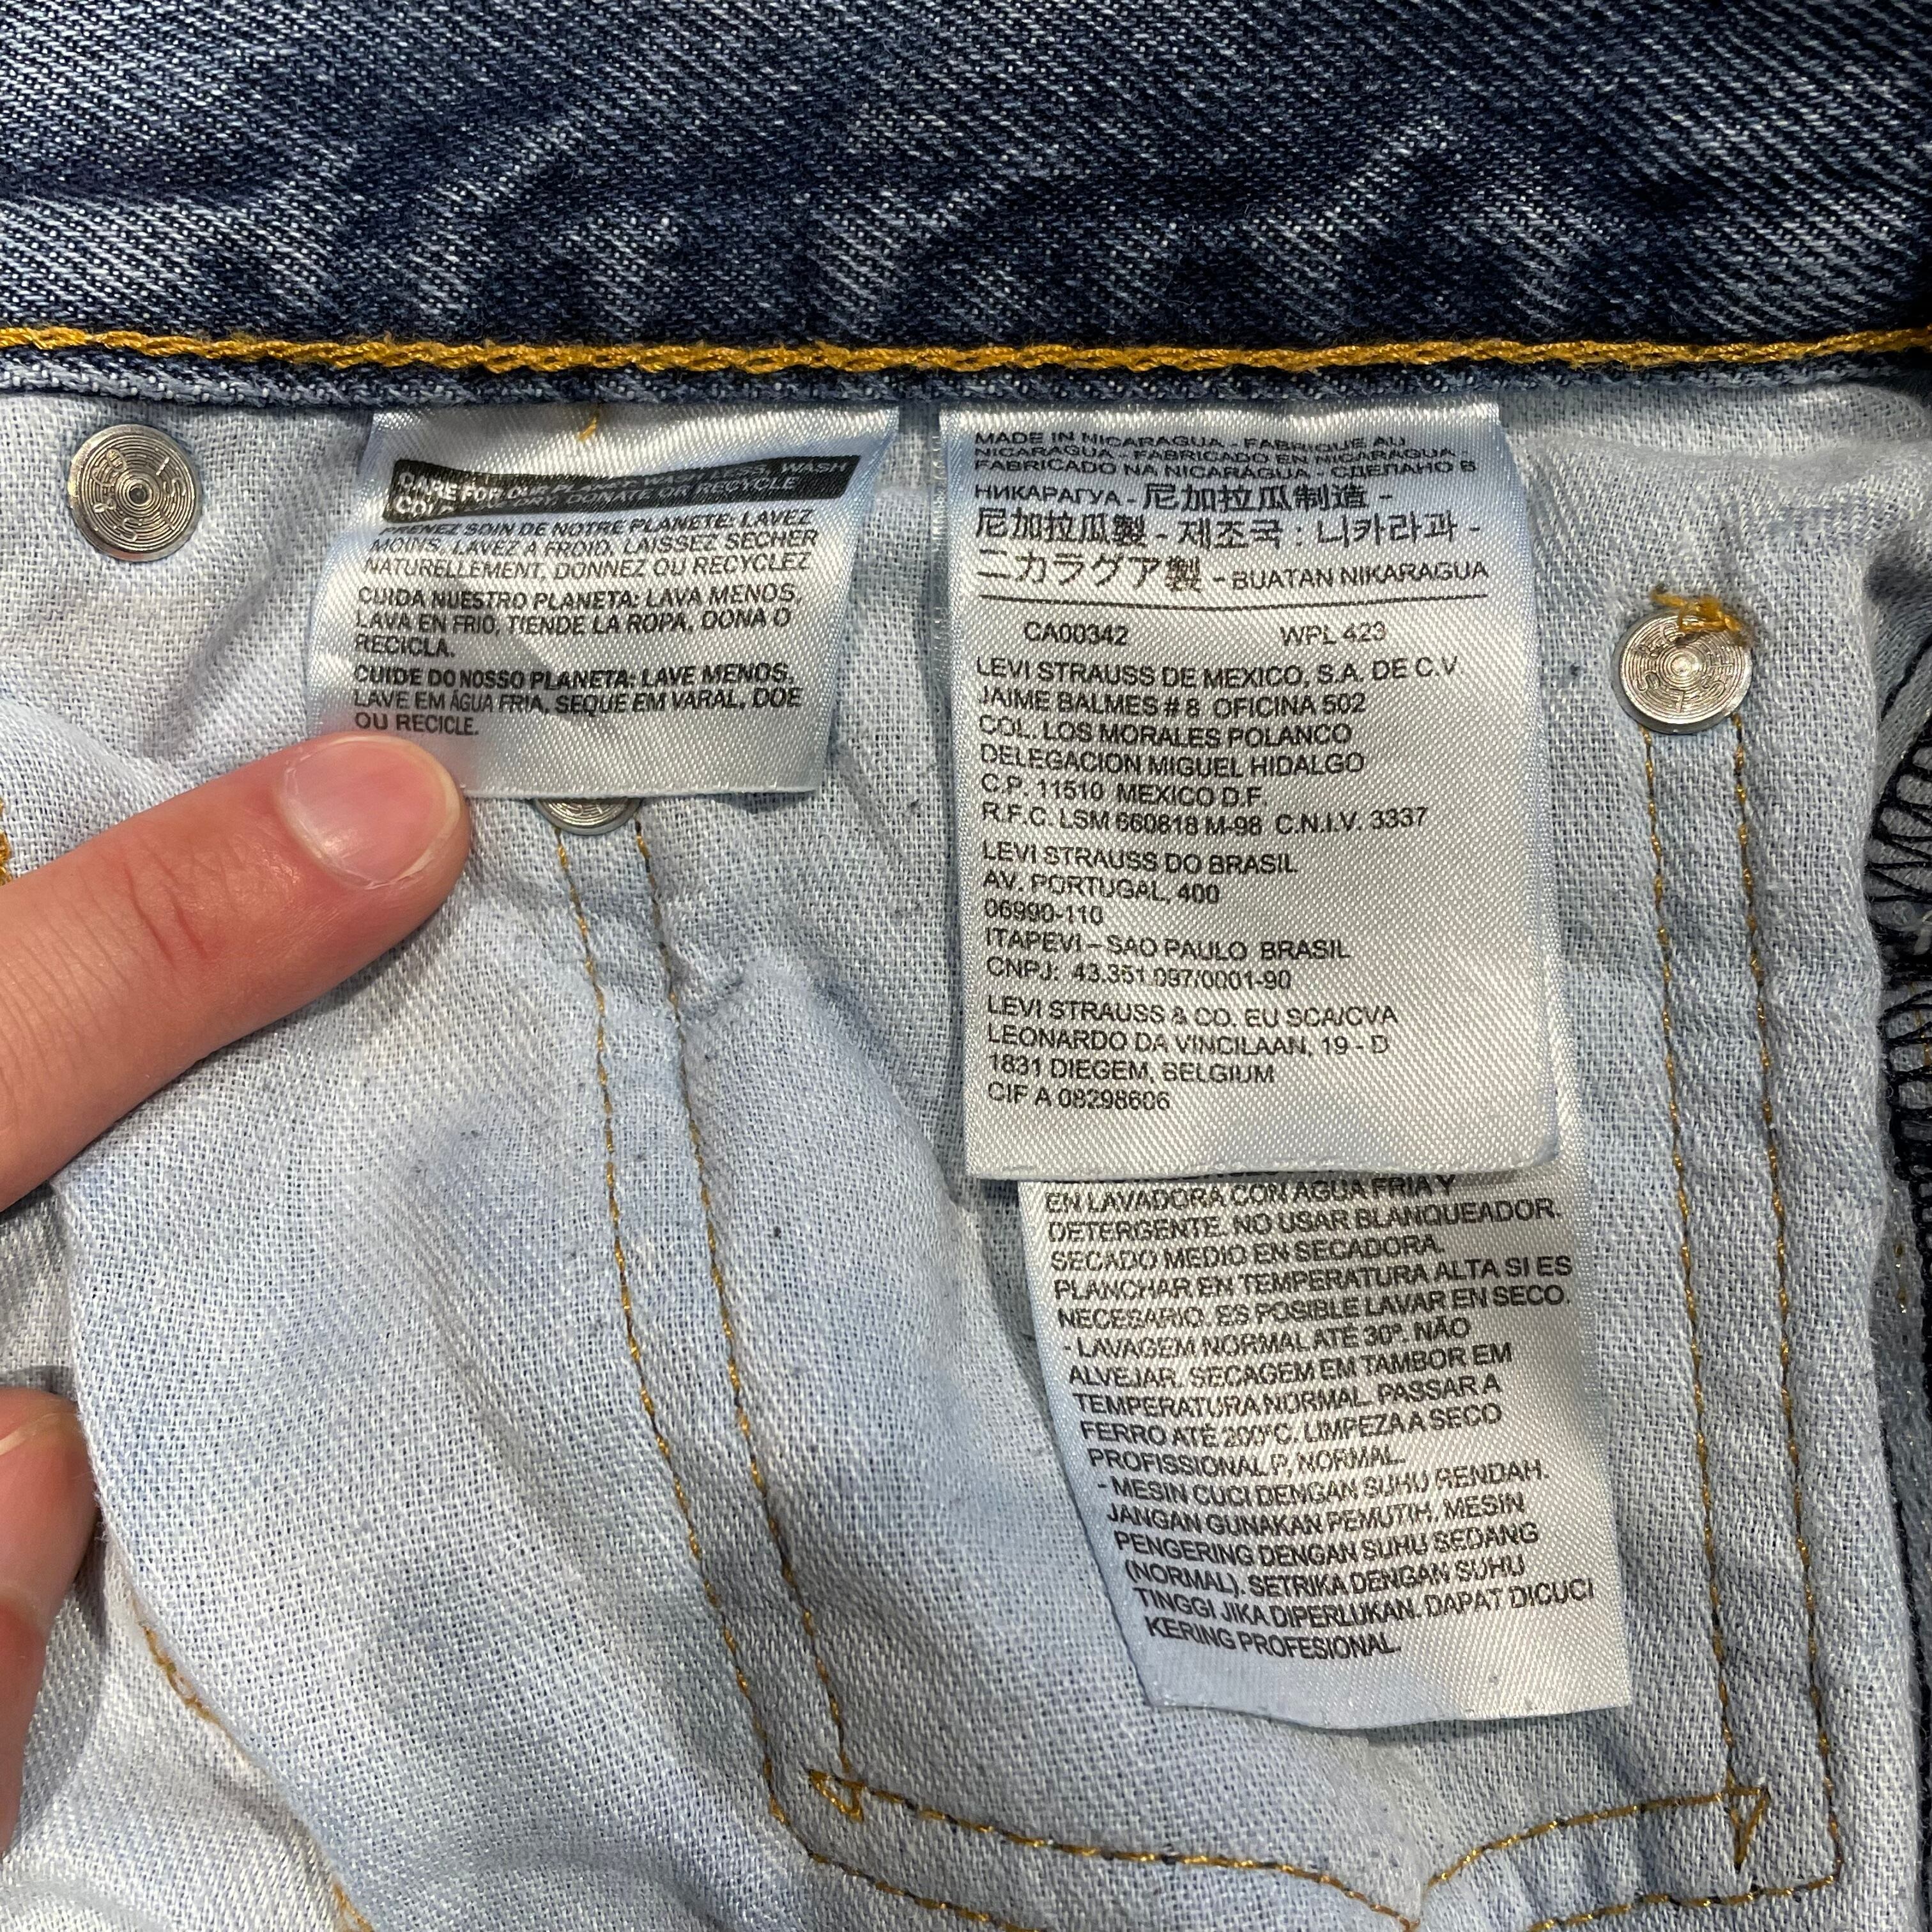 CARE FOR OUR WASH LESS, WASH
COL DONATE OR RECYCLE
PRENEZ SOIN DE NOTRE PLANETE: LAVEZ
MOINS, LAVEZ A FROID, LAISSEZ SECHER
NATURELLEMENT, DONNEZ OU RECYCLEZ
CUIDA NUESTRO PLANETA: LAVA MENOS,
LAVA EN FRIO, TIENDE LA ROPA, DONA O
RECICLA.
CUIDE DO NOSSO PLANETA: LAVE MENOS,
LAVE EM ÁGUA FRIA, SEQUE EM VARAL, DOE
OU RECICLE.
MADE IN NICARAGUA - FABRIQUE AU
NICARAGUA - FABRICADO EN NICARAGUA
FABRICADO NA NICARÁGUA - СДЕЛАНО В
НИКАРАГУА - 尼加拉瓜制造 -
尼加拉瓜製 - 제조국 : 니카라과 -
ニカラグア製 - BUATAN NIKARAGUA
CA00342 WPL 423
LEVI STRAUSS DE MEXICO, S.A. DE C.V.
JAIME BALMES # 8 OFICINA 502
COL. LOS MORALES POLANCO
DELEGACION MIGUEL HIDALGO
C.P. 11510 MEXICO D.F.
R.F.C. LSM 660818 M-98 C.N.I.V. 3337
LEVI STRAUSS DO BRASIL
AV. PORTUGAL, 400
06990-110
ITAPEVI – SAO PAULO BRASIL
CNPJ: 43.351.097/0001-90
LEVI STRAUSS & CO. EU SCA/CVA
LEONARDO DA VINCILAAN, 19 - D
1831 DIEGEM, BELGIUM
CIF A 08298606
EN LAVADORA CON AGUA FRIA Y
DETERGENTE. NO USAR BLANQUEADOR.
SECADO MEDIO EN SECADORA.
PLANCHAR EN TEMPERATURA ALTA SI ES
NECESARIO. ES POSIBLE LAVAR EN SECO.
- LAVAGEM NORMAL ATÉ 30°. NÃO
ALVEJAR. SECAGEM EM TAMBOR EM
TEMPERATURA NORMAL. PASSAR A
FERRO ATÉ 200°C. LIMPEZA A SECO
PROFISSIONAL P, NORMAL.
- MESIN CUCI DENGAN SUHU RENDAH.
JANGAN GUNAKAN PEMUTIH. MESIN
PENGERING DENGAN SUHU SEDANG
(NORMAL). SETRIKA DENGAN SUHU
TINGGI JIKA DIPERLUKAN. DAPAT DICUCI
KERING PROFESIONAL.